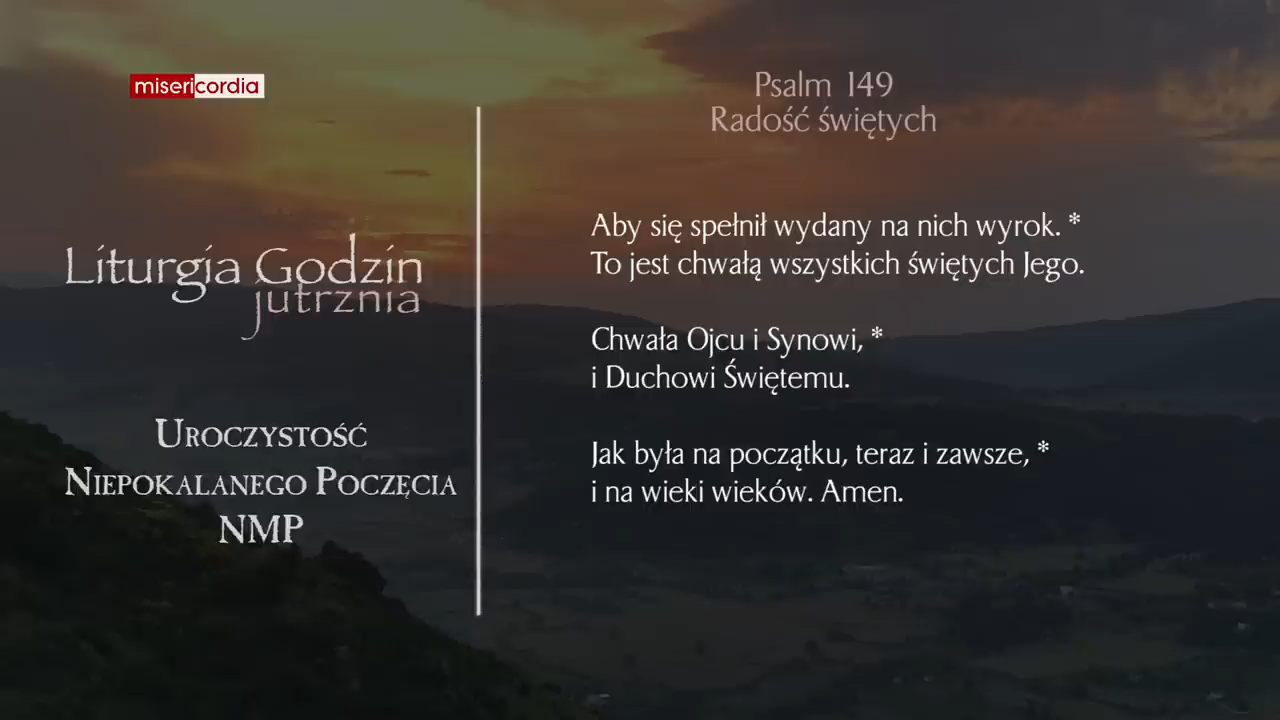 misericordia
Liturgia Godzin
jutrznia
Uroczystość
Niepokalanego Poczęcia
NMP
Psalm 149
Radość świętych
Aby się spełnił wydany na nich wyrok. *
To jest chwałą wszystkich świętych Jego.
Chwała Ojcu i Synowi, *
i Duchowi Świętemu.
Jak była na początku, teraz i zawsze, *
i na wieki wieków. Amen.